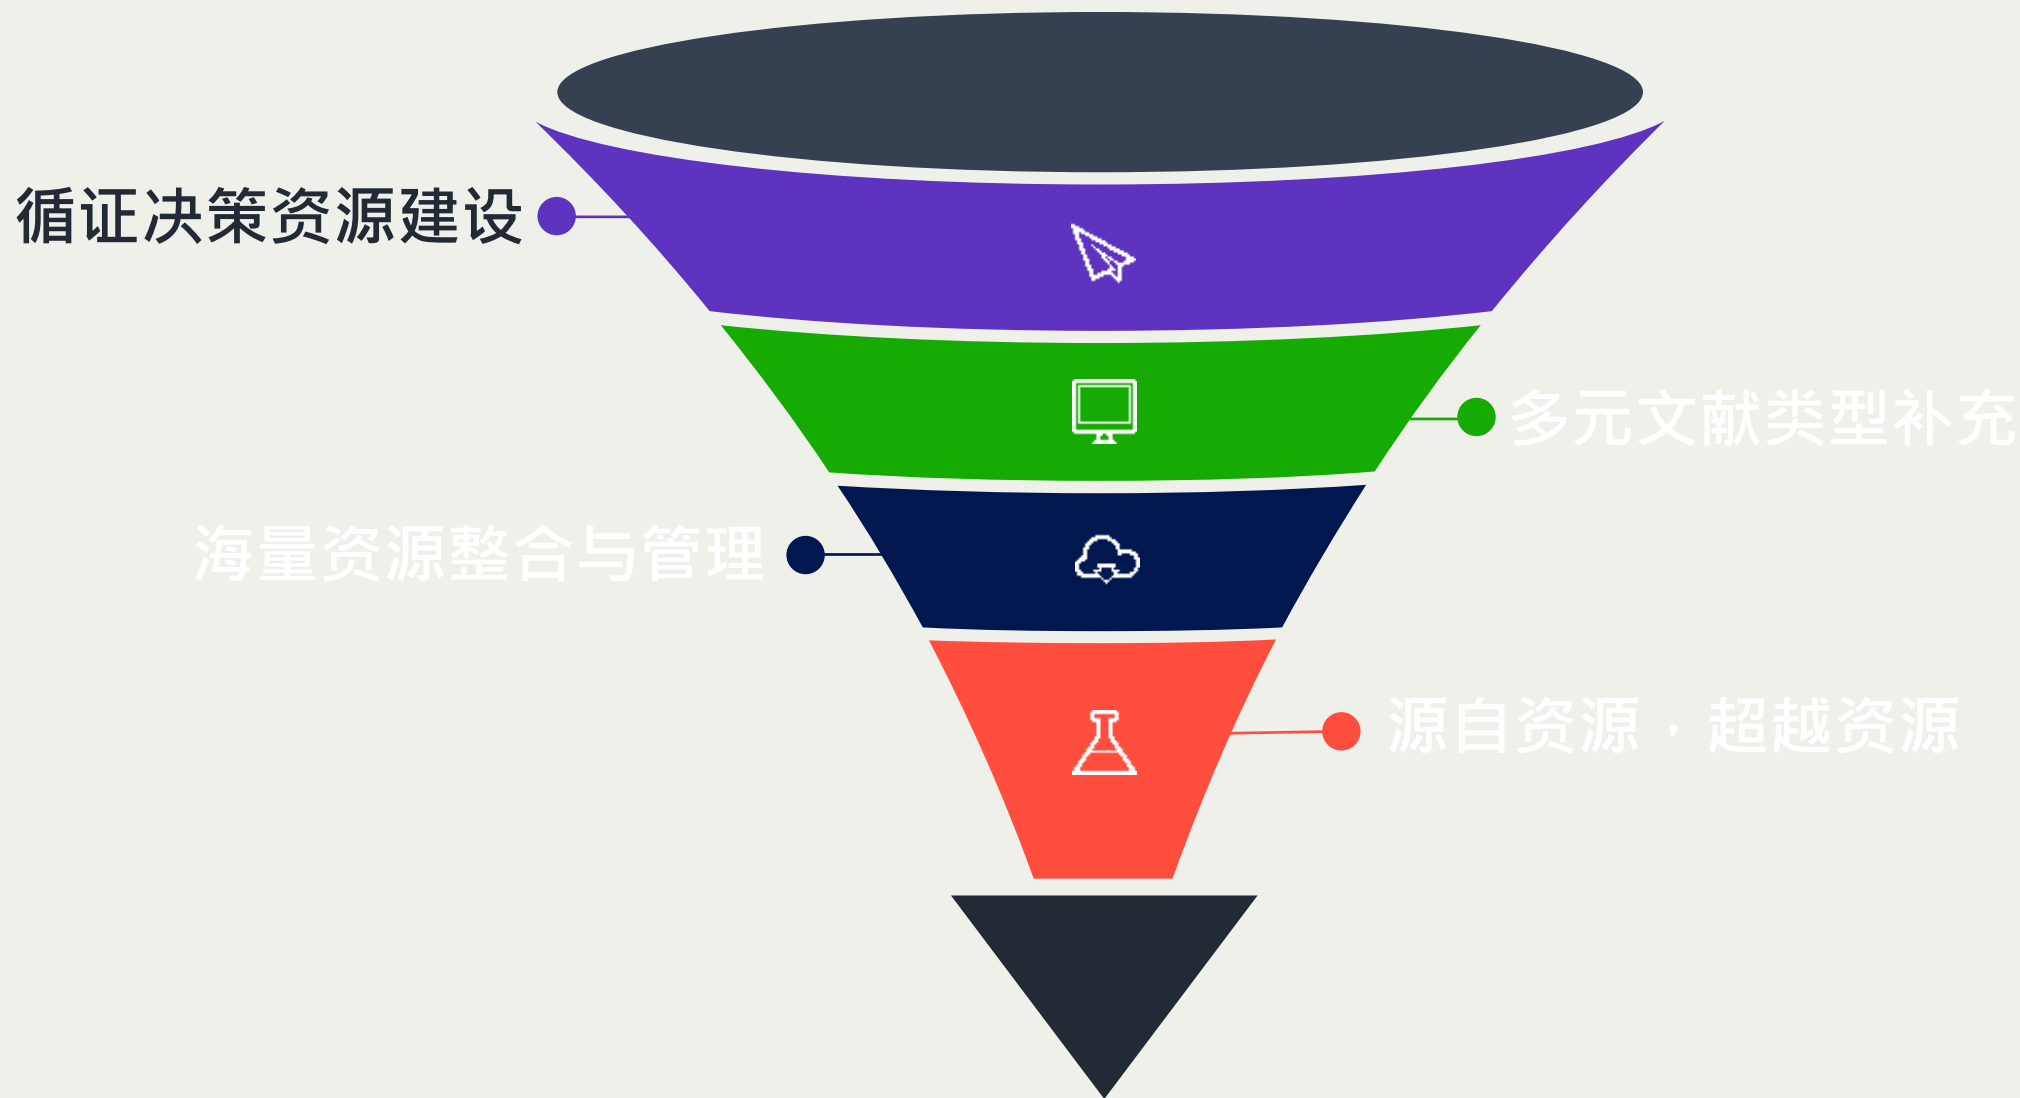 循证决策资源建设
多元文献类型补充
海量资源整合与管理
源自资源，超越资源